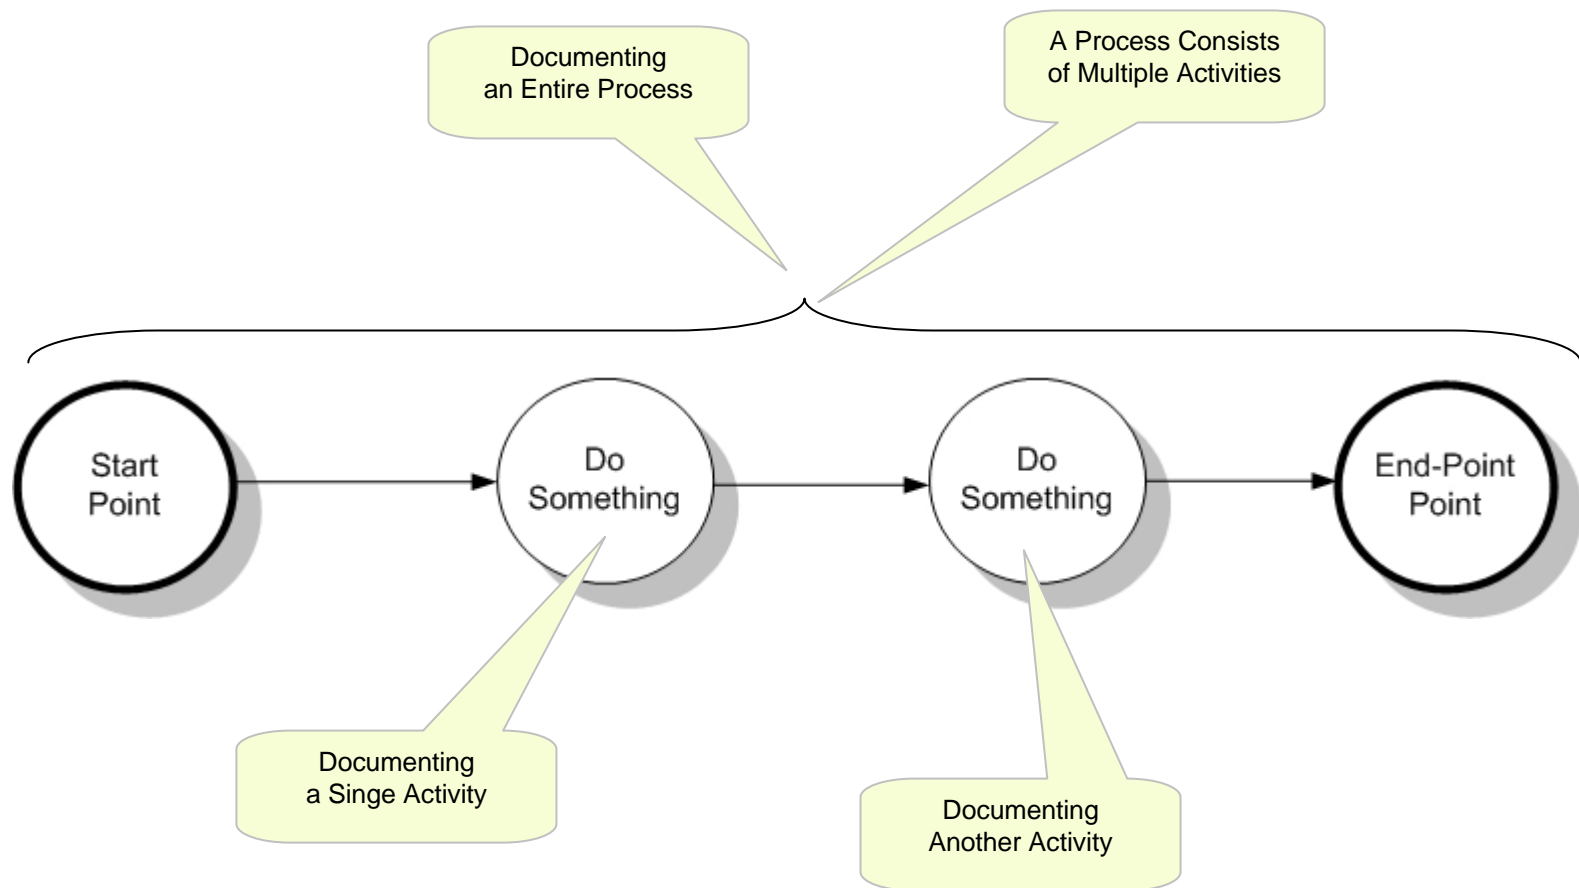 Documenting
an Entire Process
A Process Consists
of Multiple Activities
Start
Point
Do
Something
Do
Something
End-Point
Point
Documenting
a Singe Activity
Documenting
Another Activity